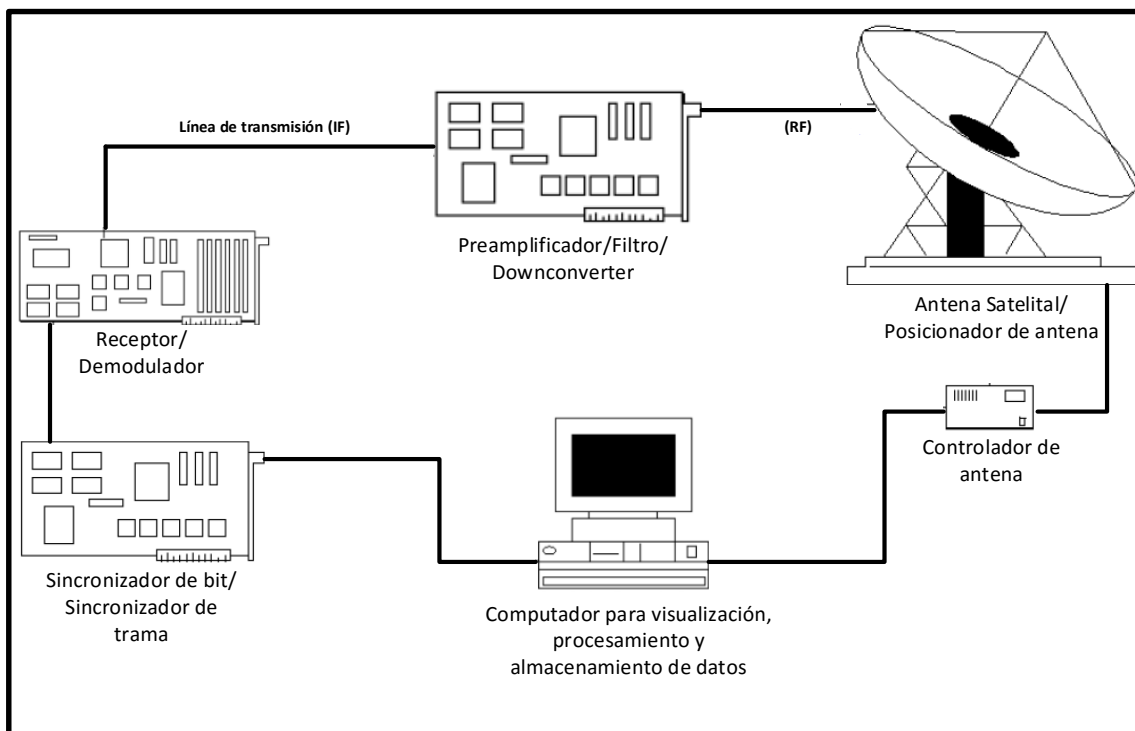 Línea de transmisión (IF)
(RF)
Preamplificador/Filtro/
Downconverter
Antena Satelital/
Posicionador de antena
Receptor/
Demodulador
Controlador de
antena
Sincronizador de bit/
Sincronizador de
trama
Computador para visualización,
procesamiento y
almacenamiento de datos